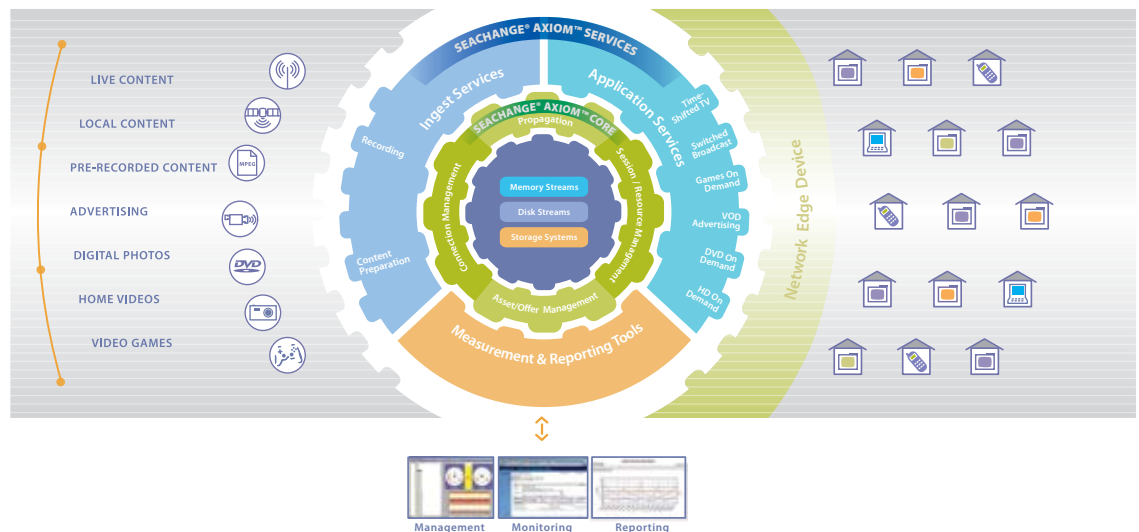 SEACHANGE® AXIOM™ SERVICES
Ingest Services
Application Services
Recording
Content
Preparation
Time-
Shifted TV
Switched
Broadcast
Games On
Demand
VOD
Advertising
DVD On
Demand
HD On
Demand
SEACHANGE® AXIOM™ CORE
Propagation
Connection Management
Session / Resource Management
Asset/Offer Management
Memory Streams
Disk Streams
Storage Systems
Measurement & Reporting Tools
Network Edge Device
LIVE CONTENT
LOCAL CONTENT
PRE-RECORDED CONTENT
MPEG
ADVERTISING
DIGITAL PHOTOS
DVD
HOME VIDEOS
VIDEO GAMES
Management
Monitoring
Reporting